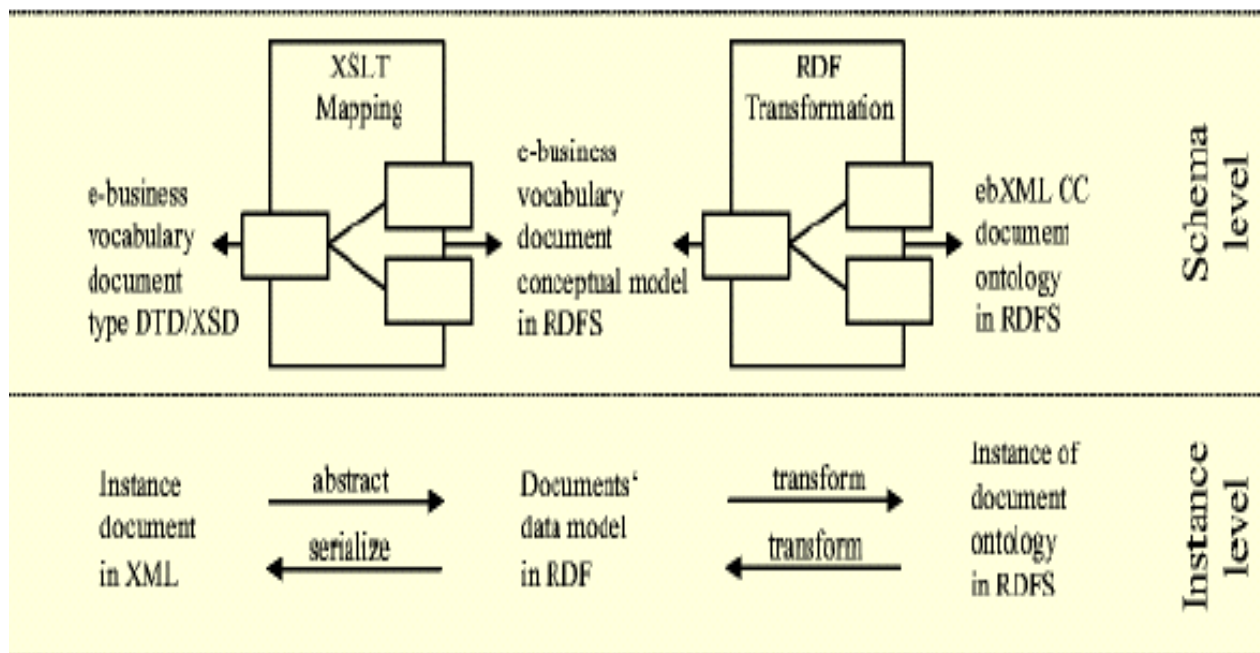 XSLT
Mapping
RDF
Transformation
e-business
vocabulary
document
type DTD/XSD
e-business
vocabulary
document
conceptual model
in RDFS
ebXML CC
document
ontology
in RDFS
Schema
level
Instance
document
in XML
abstract
serialize
Documents‘
data model
in RDF
transform
transform
Instance of
document
ontology
in RDFS
Instance
level